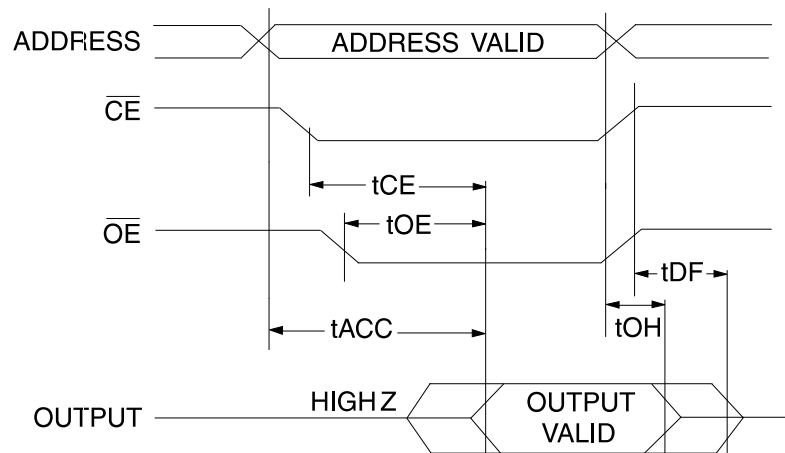 ADDRESS
ADDRESS VALID
CE
tCE
tOE
OE
tDF
tACC
tOH
HIGH Z
OUTPUT
OUTPUT
VALID